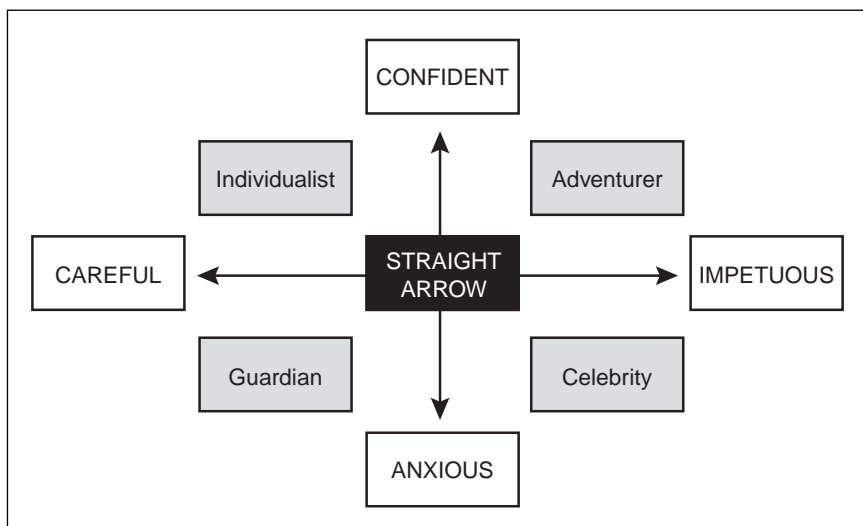 CONFIDENT
Individualist
Adventurer
CAREFUL
STRAIGHT
ARROW
IMPETUOUS
Guardian
Celebrity
ANXIOUS